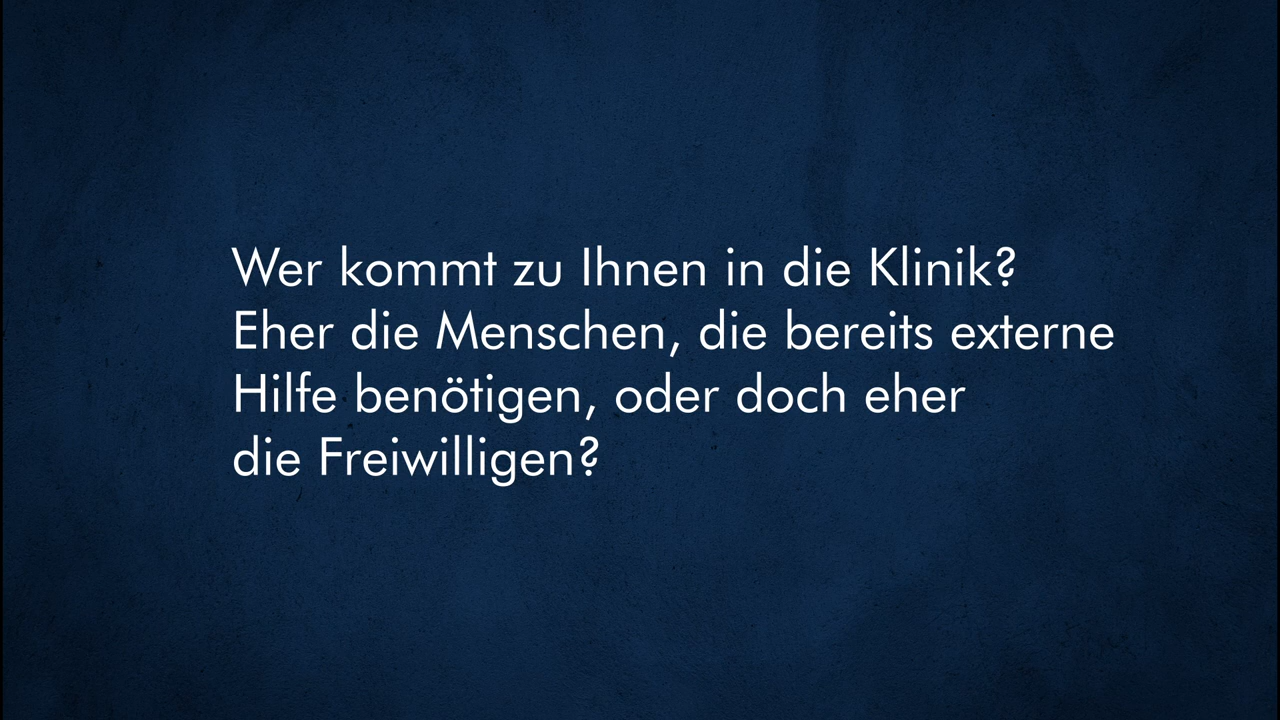 Wer kommt zu Ihnen in die Klinik?
Eher die Menschen, die bereits externe
Hilfe benötigen, oder doch eher
die Freiwilligen?